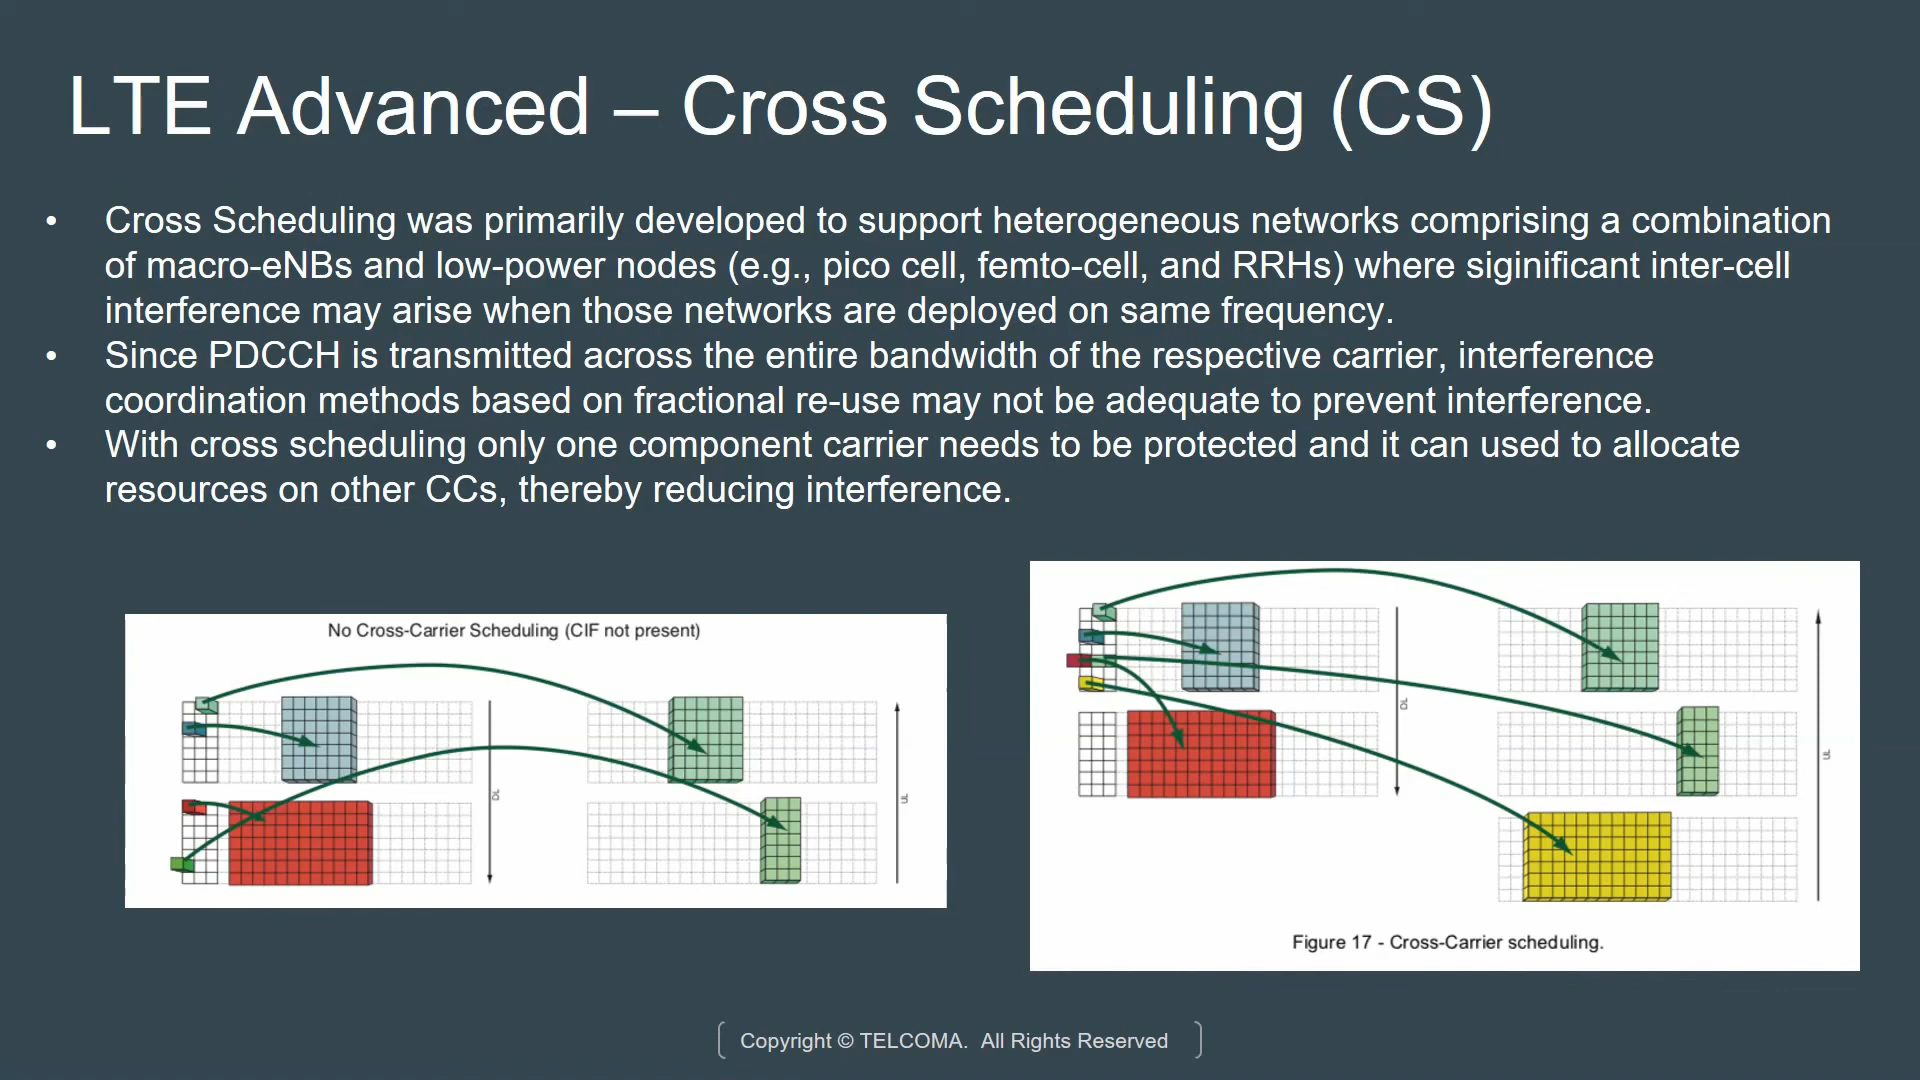 LTE Advanced – Cross Scheduling (CS)
• Cross Scheduling was primarily developed to support heterogeneous networks comprising a combination
of macro-eNBs and low-power nodes (e.g., pico cell, femto-cell, and RRHs) where siginificant inter-cell
interference may arise when those networks are deployed on same frequency.
• Since PDCCH is transmitted across the entire bandwidth of the respective carrier, interference
coordination methods based on fractional re-use may not be adequate to prevent interference.
• With cross scheduling only one component carrier needs to be protected and it can used to allocate
resources on other CCs, thereby reducing interference.
No Cross-Carrier Scheduling (CIF not present)
DL
UL
DL
UL
Figure 17 - Cross-Carrier scheduling.
Copyright © TELCOMA. All Rights Reserved